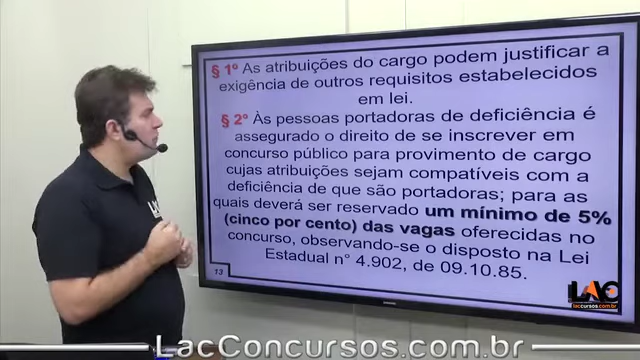 § 1º As atribuições do cargo podem justificar a
exigência de outros requisitos estabelecidos
em lei.
§ 2º Às pessoas portadoras de deficiência é
assegurado o direito de se inscrever em
concurso público para provimento de cargo
cujas atribuições sejam compatíveis com a
deficiência de que são portadoras; para as
quais deverá ser reservado um mínimo de 5%
(cinco por cento) das vagas oferecidas no
concurso, observando-se o disposto na Lei
Estadual n° 4.902, de 09.10.85.
13
LAC
laccursos.com.br
LacConcursos.com.br